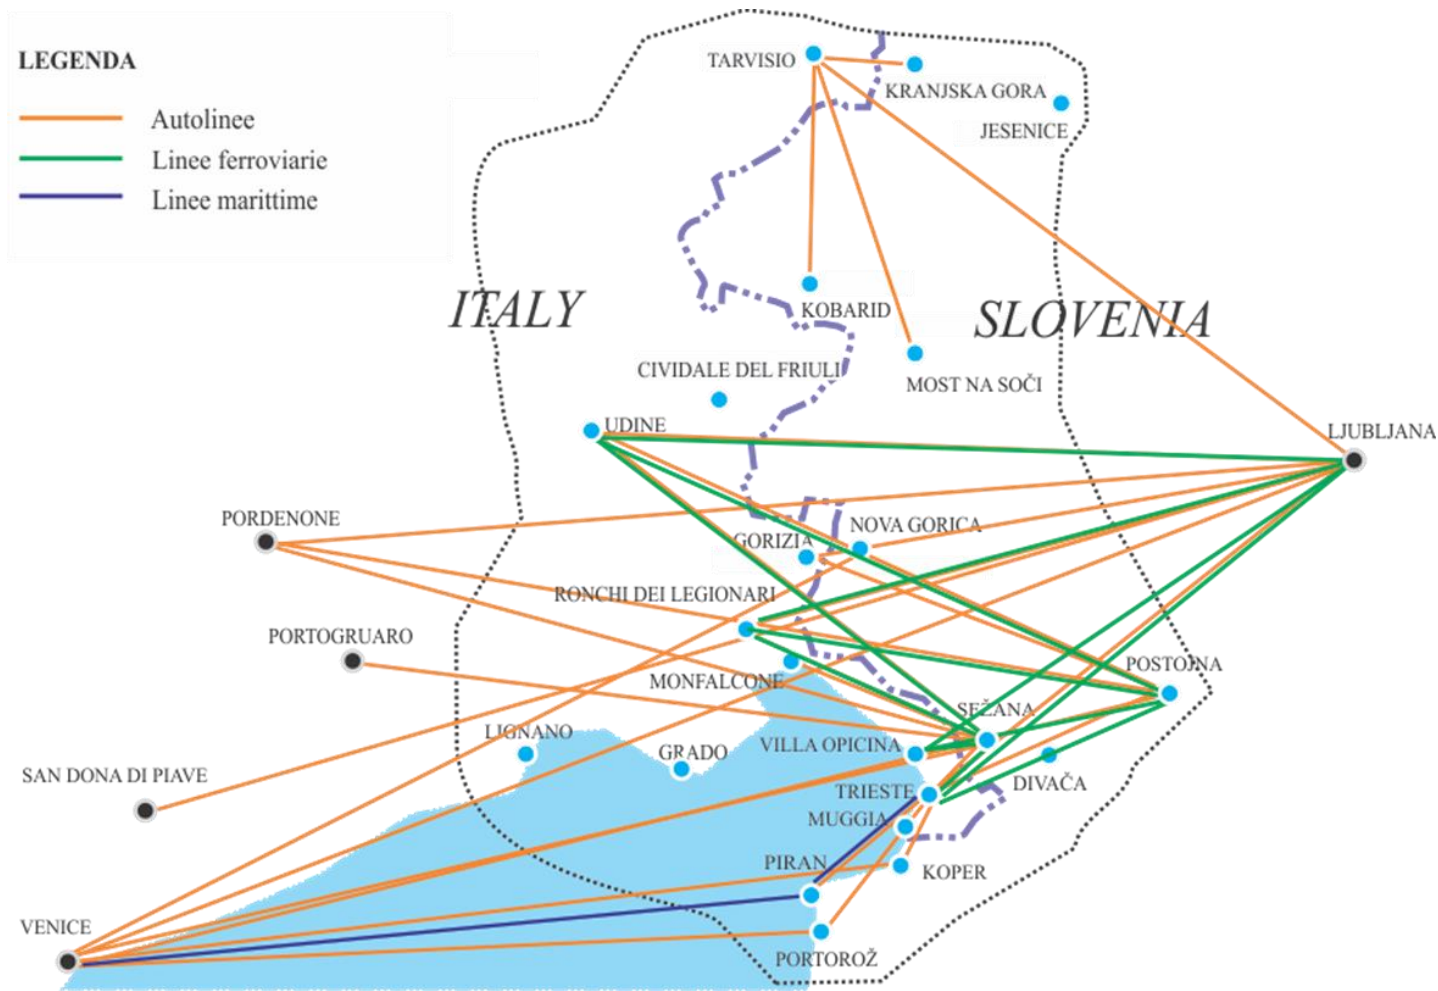 LEGENDA
Autolinee
Linee ferroviarie
Linee marittime
TARVISIO
KRANJSKA GORA
JESENICE
ITALY
SLOVENIA
KOBARID
CIVIDALE DEL FRIULI
MOST NA SOČI
UDINE
LJUBLJANA
PORDENONE
NOVA GORICA
GORIZIA
RONCHI DEI LEGIONARI
PORTOGRUARO
MONFALCONE
POSTOJNA
SEŽANA
LIGNANO
GRADO
VILLA OPICINA
SAN DONA DI PIAVE
DIVAČA
TRIESTE
MUGGIA
PIRAN
KOPER
VENICE
PORTOROŽ